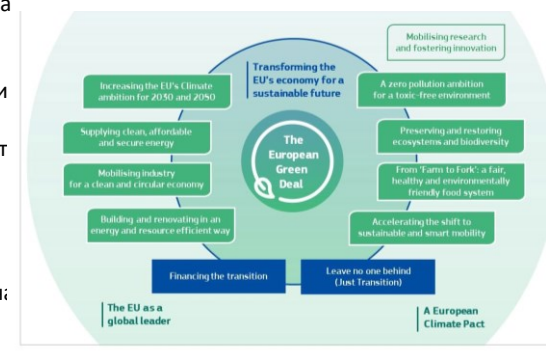 Mobilising research
and fostering innovation
Transforming the
EU's economy for a
sustainable future
Increasing the EU's Climate
ambition for 2030 and 2050
A zero pollution ambition
for a toxic-free environment
Supplying clean, affordable
and secure energy
Preserving and restoring
ecosystems and biodiversity
The
European
Green
Deal
Mobilising industry
for a clean and circular economy
From 'Farm to Fork': a fair,
healthy and environmentally
friendly food system
Building and renovating in an
energy and resource efficient way
Accelerating the shift to
sustainable and smart mobility
Financing the transition
Leave no one behind
(Just Transition)
The EU as a
global leader
A European
Climate Pact